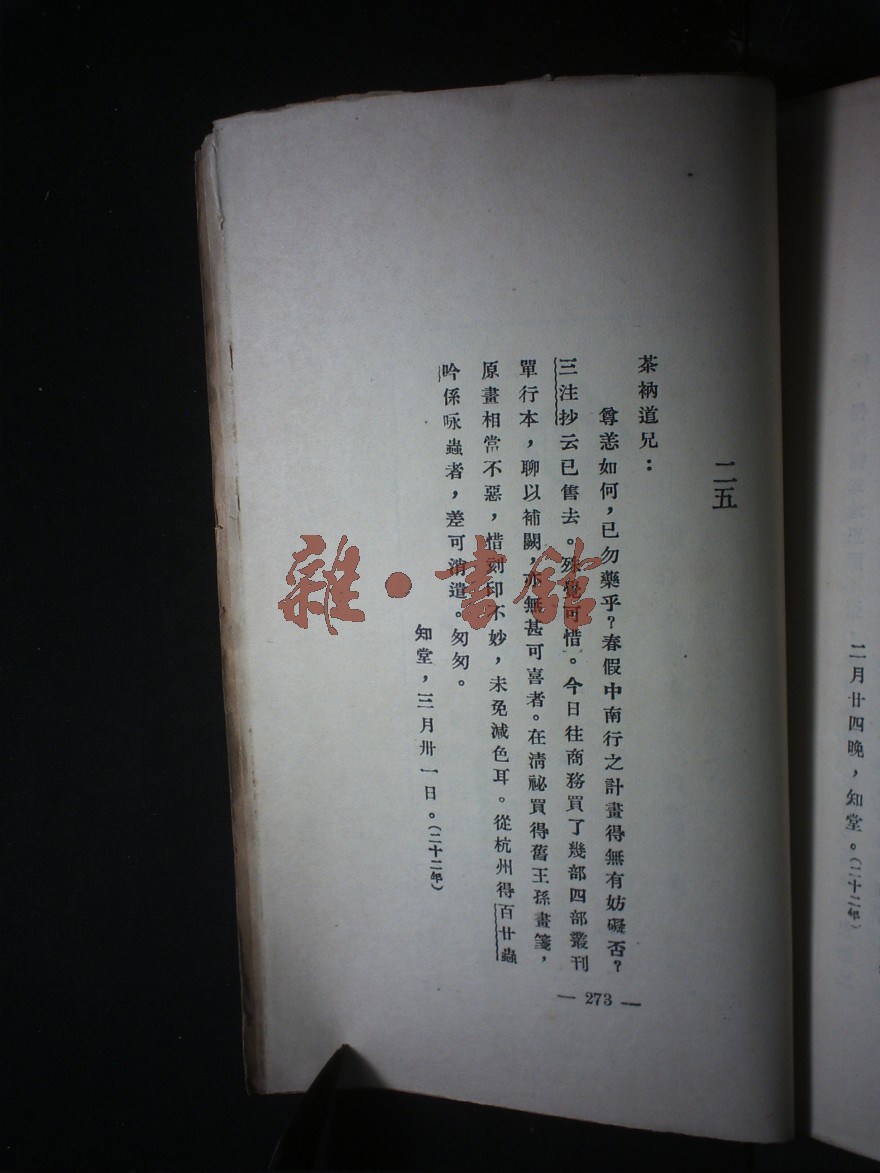 二月廿四晚，知堂。(二十二年)
二五
茶衲道兄：
尊恙如何，已勿藥乎？春假中南行之計畫得無有妨礙否？
三注抄云已售去。殊覺可惜。今日往商務買了幾部四部叢刊
單行本，聊以補闕，亦無甚可喜者。在清祕買得舊王孫畫箋，
原畫相當不惡，惜刻印不妙，未免減色耳。從杭州得百廿蟲
吟係咏蟲者，差可消遣。匆匆。
知堂，三月卅一日。(二十二年)
— 273 —
雜·書館